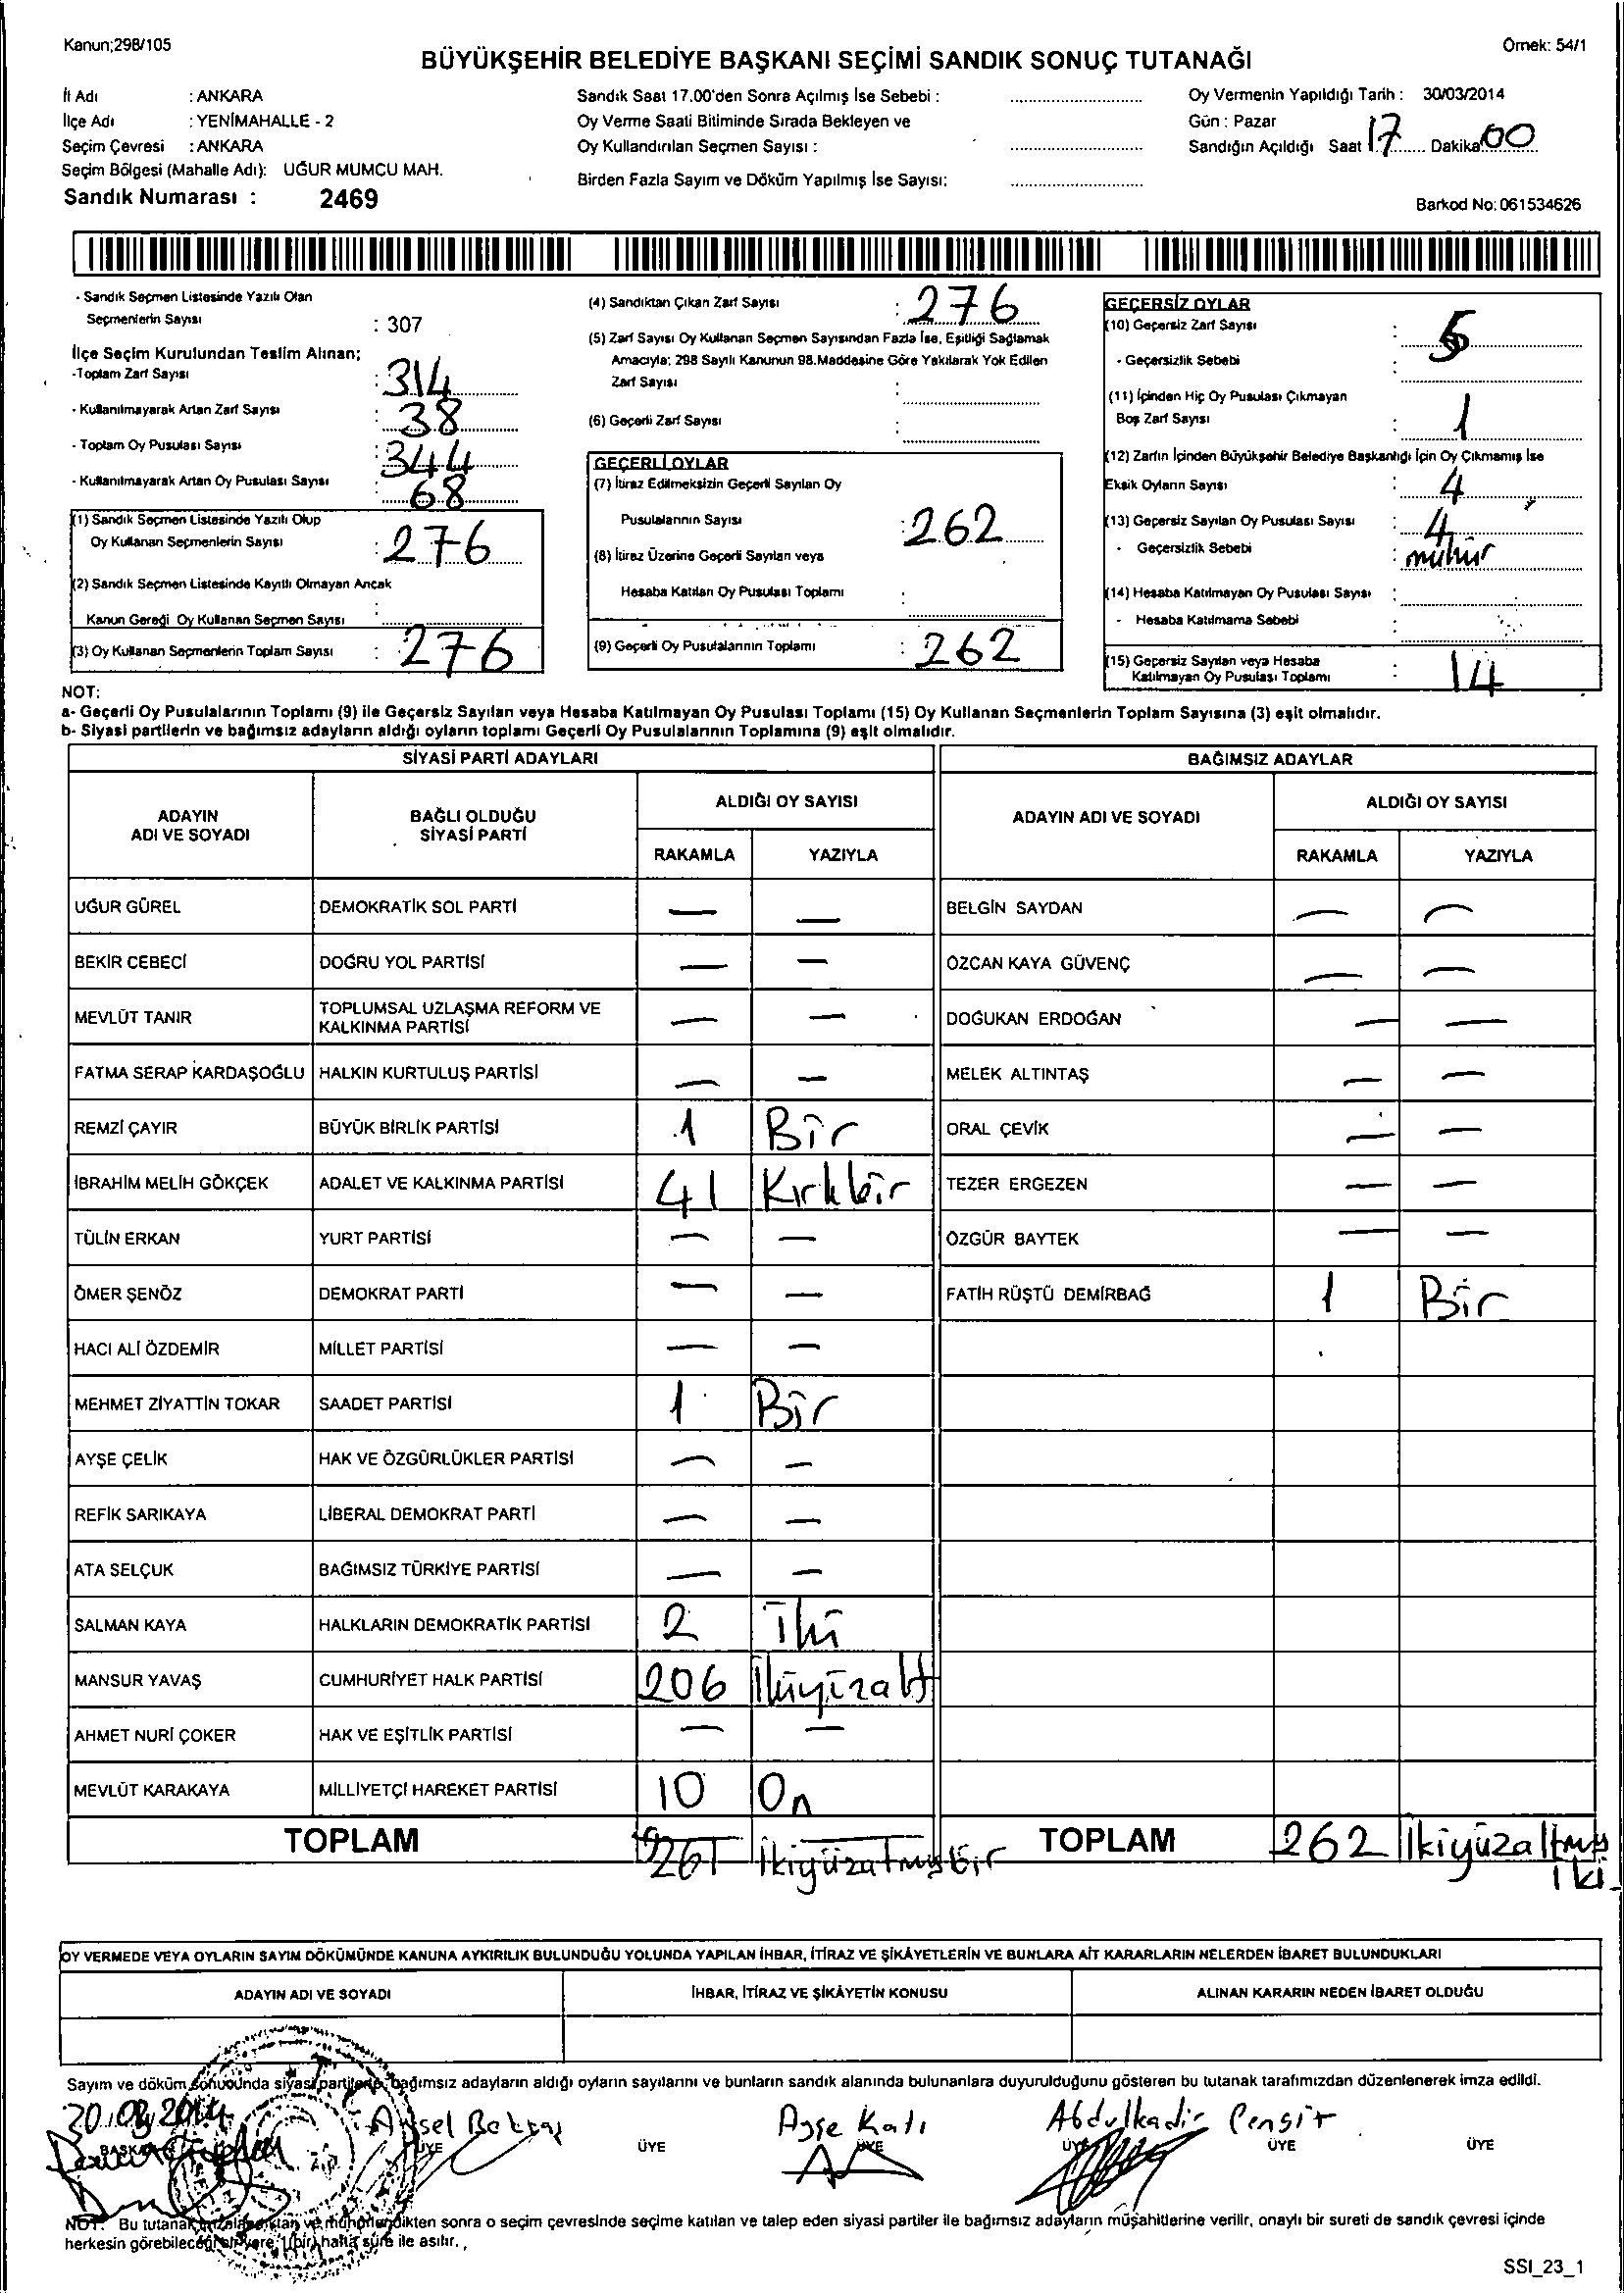 Kanun;298/105
Örnek: 54/1
BÜYÜKŞEHİR BELEDİYE BAŞKANI SEÇİMİ SANDIK SONUÇ TUTANAĞI
İl Adı : ANKARA
İlçe Adı : YENİMAHALLE - 2
Seçim Çevresi : ANKARA
Seçim Bölgesi (Mahalle Adı): UĞUR MUMCU MAH.
Sandık Numarası : 2469
Sandık Saat 17.00'den Sonra Açılmış İse Sebebi :
Oy Verme Saati Bitiminde Sırada Bekleyen ve
Oy Kullandırılan Seçmen Sayısı :
Birden Fazla Sayım ve Döküm Yapılmış İse Sayısı:
Oy Vermenin Yapıldığı Tarih : 30/03/2014
Gün : Pazar
Sandığın Açıldığı Saat 17 Dakika 00
Barkod No: 061534626
- Sandık Seçmen Listesinde Yazılı Olan
Seçmenlerin Sayısı : 307
İlçe Seçim Kurulundan Teslim Alınan;
-Toplam Zarf Sayısı : 314
- Kullanılmayarak Artan Zarf Sayısı : 38
- Toplam Oy Pusulası Sayısı : 344
- Kullanılmayarak Artan Oy Pusulası Sayısı : 68
(1) Sandık Seçmen Listesinde Yazılı Olup
Oy Kullanan Seçmenlerin Sayısı : 276
(2) Sandık Seçmen Listesinde Kayıtlı Olmayan Ancak
Kanun Gereği Oy Kullanan Seçmen Sayısı :
(3) Oy Kullanan Seçmenlerin Toplam Sayısı : 276
(4) Sandıktan Çıkan Zarf Sayısı : 276
(5) Zarf Sayısı Oy Kullanan Seçmen Sayısından Fazla İse, Eşitliği Sağlamak
Amacıyla; 298 Sayılı Kanunun 98.Maddesine Göre Yakılarak Yok Edilen
Zarf Sayısı :
(6) Geçerli Zarf Sayısı :
GEÇERLİ OYLAR
(7) İtiraz Edilmeksizin Geçerli Sayılan Oy
Pusulalarının Sayısı : 262
(8) İtiraz Üzerine Geçerli Sayılan veya
Hesaba Katılan Oy Pusulası Toplamı :
(9) Geçerli Oy Pusulalarının Toplamı : 262
GEÇERSİZ OYLAR
(10) Geçersiz Zarf Sayısı : 5
- Geçersizlik Sebebi :
(11) İçinden Hiç Oy Pusulası Çıkmayan
Boş Zarf Sayısı : 1
(12) Zarfın İçinden Büyükşehir Belediye Başkanlığı İçin Oy Çıkmamış İse
Eksik Oyların Sayısı : 4
(13) Geçersiz Sayılan Oy Pusulası Sayısı : 4
- Geçersizlik Sebebi : mühür
(14) Hesaba Katılmayan Oy Pusulası Sayısı :
- Hesaba Katılmama Sebebi :
(15) Geçersiz Sayılan veya Hesaba
Katılmayan Oy Pusulası Toplamı : 14
NOT:
a- Geçerli Oy Pusulalarının Toplamı (9) ile Geçersiz Sayılan veya Hesaba Katılmayan Oy Pusulası Toplamı (15) Oy Kullanan Seçmenlerin Toplam Sayısına (3) eşit olmalıdır.
b- Siyasi partilerin ve bağımsız adayların aldığı oyların toplamı Geçerli Oy Pusulalarının Toplamına (9) eşit olmalıdır.
SİYASİ PARTİ ADAYLARI BAĞIMSIZ ADAYLAR
ADAYIN ADI VE SOYADI BAĞLI OLDUĞU SİYASİ PARTİ ALDIĞI OY SAYISI ADAYIN ADI VE SOYADI ALDIĞI OY SAYISI
RAKAMLA YAZIYLA RAKAMLA YAZIYLA
UĞUR GÜREL DEMOKRATİK SOL PARTİ — — BELGİN SAYDAN — —
BEKİR CEBECİ DOĞRU YOL PARTİSİ — — ÖZCAN KAYA GÜVENÇ — —
MEVLÜT TANIR TOPLUMSAL UZLAŞMA REFORM VE KALKINMA PARTİSİ — — DOĞUKAN ERDOĞAN — —
FATMA SERAP KARDAŞOĞLU HALKIN KURTULUŞ PARTİSİ — — MELEK ALTINTAŞ — —
REMZİ ÇAYIR BÜYÜK BİRLİK PARTİSİ 1 Bir ORAL ÇEVİK — —
İBRAHİM MELİH GÖKÇEK ADALET VE KALKINMA PARTİSİ 41 Kırkbir TEZER ERGEZEN — —
TÜLİN ERKAN YURT PARTİSİ — — ÖZGÜR BAYTEK — —
ÖMER ŞENÖZ DEMOKRAT PARTİ — — FATİH RÜŞTÜ DEMİRBAĞ 1 Bir
HACI ALİ ÖZDEMİR MİLLET PARTİSİ — —
MEHMET ZİYATTİN TOKAR SAADET PARTİSİ 1 Bir
AYŞE ÇELİK HAK VE ÖZGÜRLÜKLER PARTİSİ — —
REFİK SARIKAYA LİBERAL DEMOKRAT PARTİ — —
ATA SELÇUK BAĞIMSIZ TÜRKİYE PARTİSİ — —
SALMAN KAYA HALKLARIN DEMOKRATİK PARTİSİ 2 İki
MANSUR YAVAŞ CUMHURİYET HALK PARTİSİ 206 İkiyüzaltı
AHMET NURİ ÇOKER HAK VE EŞİTLİK PARTİSİ — —
MEVLÜT KARAKAYA MİLLİYETÇİ HAREKET PARTİSİ 10 On
TOPLAM 261 İkiyüzatmışbir TOPLAM 262 İkiyüzaltmış iki
OY VERMEDE VEYA OYLARIN SAYIM DÖKÜMÜNDE KANUNA AYKIRILIK BULUNDUĞU YOLUNDA YAPILAN İHBAR, İTİRAZ VE ŞİKÂYETLERİN VE BUNLARA AİT KARARLARIN NELERDEN İBARET BULUNDUKLARI
ADAYIN ADI VE SOYADI İHBAR, İTİRAZ VE ŞİKÂYETİN KONUSU ALINAN KARARIN NEDEN İBARET OLDUĞU
Sayım ve döküm sonucunda siyasi partilerle, bağımsız adayların aldığı oyların sayılarını ve bunların sandık alanında bulunanlara duyurulduğunu gösteren bu tutanak tarafımızdan düzenlenerek imza edildi.
30.03.2014 Aysel Ayşe Katı Abdulkadir Cengit
BAŞKAN ÜYE ÜYE ÜYE ÜYE ÜYE ÜYE
NOT: Bu tutanak imzalandıktan ve mühürlendikten sonra o seçim çevresinde seçime katılan ve talep eden siyasi partiler ile bağımsız adayların müşahitlerine verilir, onaylı bir sureti de sandık çevresi içinde
herkesin görebileceği bir yere, (bir) hafta süre ile asılır.
SSI_23_1